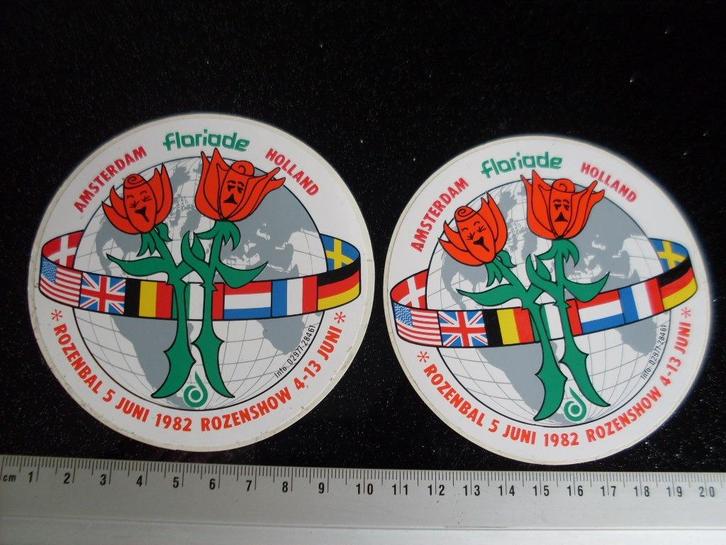 AMSTERDAM floriade HOLLAND
* ROZENBAL 5 JUNI 1982 ROZENSHOW 4-13 JUNI *
Info: 02977-28461
AMSTERDAM floriade HOLLAND
* ROZENBAL 5 JUNI 1982 ROZENSHOW 4-13 JUNI *
Info: 02977-28461
cm 1 2 3 4 5 6 7 8 9 10 11 12 13 14 15 16 17 18 19 20